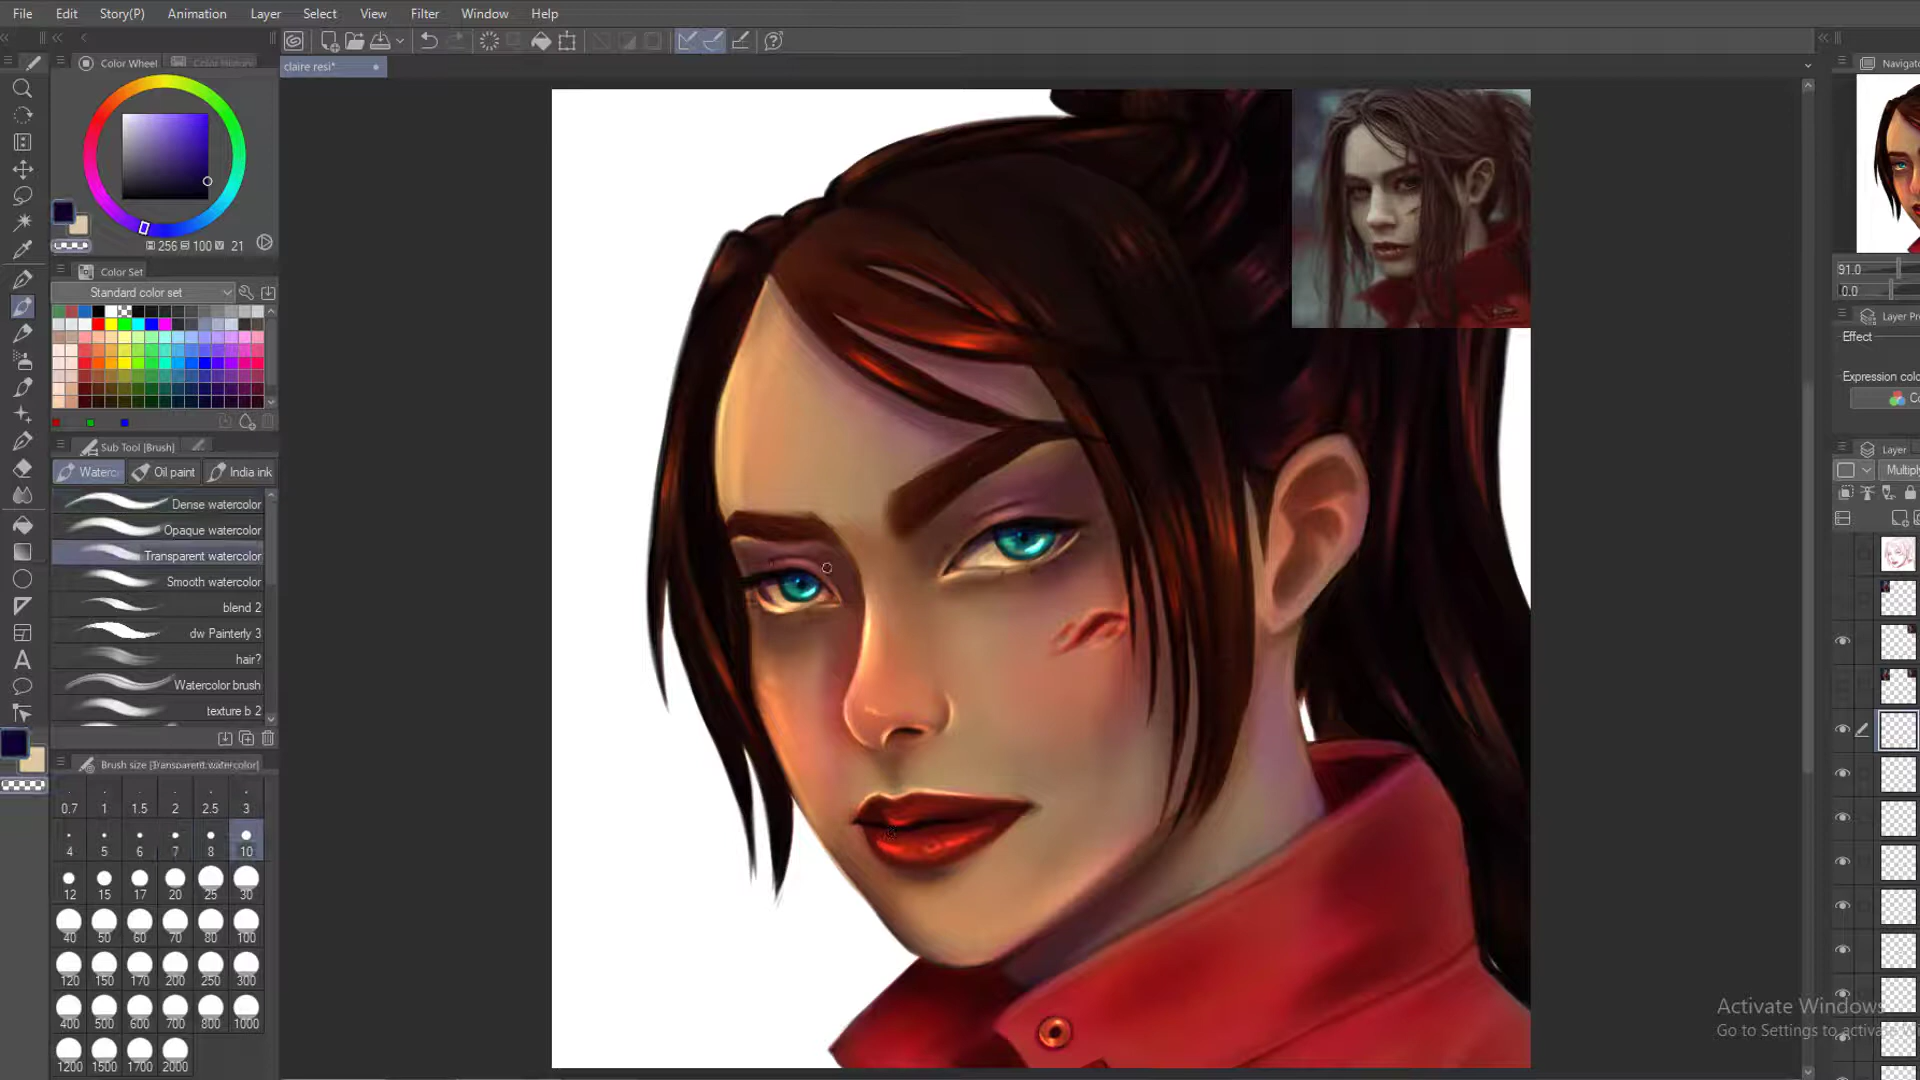 File Edit Story(P) Animation Layer Select View Filter Window Help
claire resi*
Color Wheel Color History
256 100 21
Color Set
Standard color set
Sub Tool [Brush]
Waterc Oil paint India ink
Dense watercolor
Opaque watercolor
Transparent watercolor
Smooth watercolor
blend 2
dw Painterly 3
hair?
Watercolor brush
texture b 2
Brush size [Transparent watercolor]
0.7 1 1.5 2 2.5 3
4 5 6 7 8 10
12 15 17 20 25 30
40 50 60 70 80 100
120 150 170 200 250 300
400 500 600 700 800 1000
1200 1500 1700 2000
Navigato
91.0
0.0
Layer Pr
Effect
Expression colo
Co
Layer
Multiply
Activate Windows
Go to Settings to activa